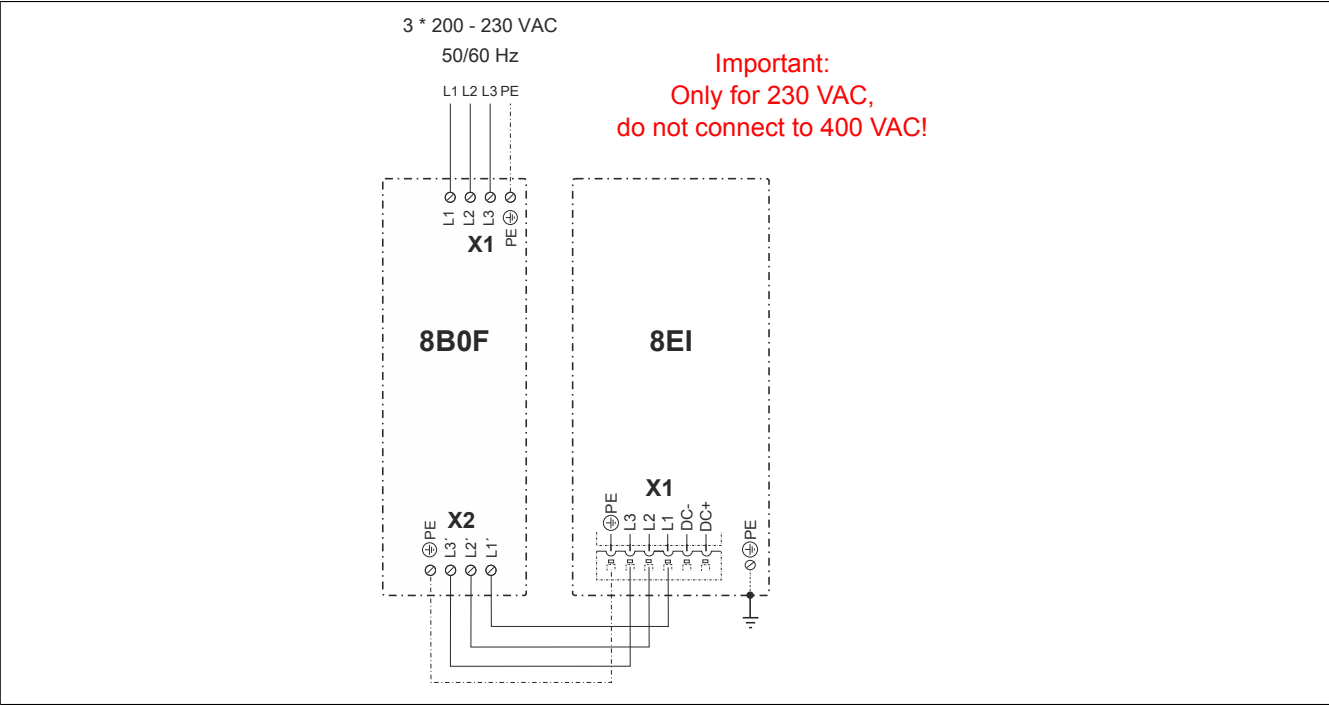 3 * 200 - 230 VAC
50/60 Hz
L1 L2 L3 PE
Important:
Only for 230 VAC,
do not connect to 400 VAC!
L1 L2 L3 PE
X1
8B0F
8EI
X2
PE L3´ L2´ L1´
X1
PE L3 L2 L1 DC- DC+
PE